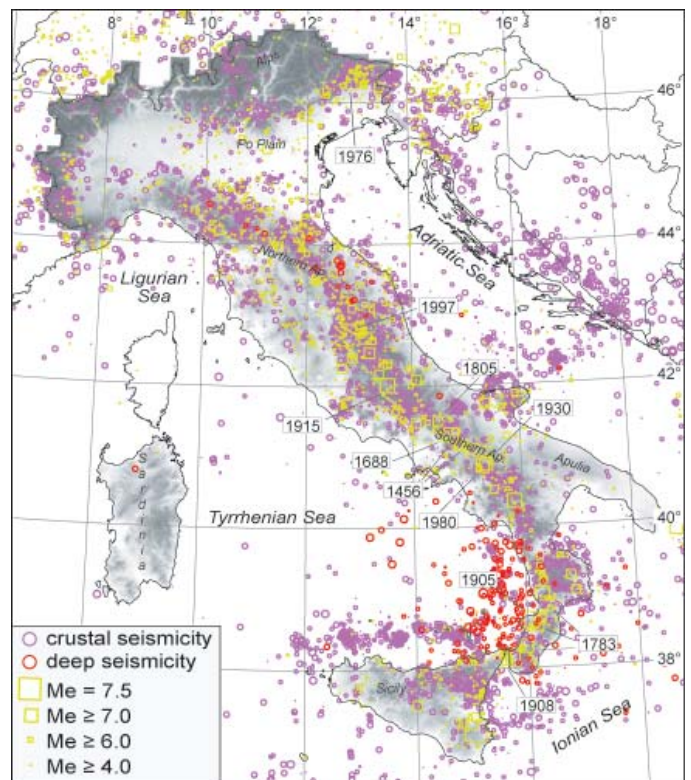 8° 10° 12° 14° 16° 18°
Alps
46°
Po Plain
1976
44°
Adriatic Sea
Northern Ap.
Ligurian
Sea
1997
42°
1805
1915
1930
Southern Ap.
1688
Apulia
Sardinia
1456
Tyrrhenian Sea
1980
40°
1905
crustal seismicity
deep seismicity
1783
38°
Me = 7.5
Sicily
1908
Me ≥ 7.0
Ionian Sea
Me ≥ 6.0
Me ≥ 4.0